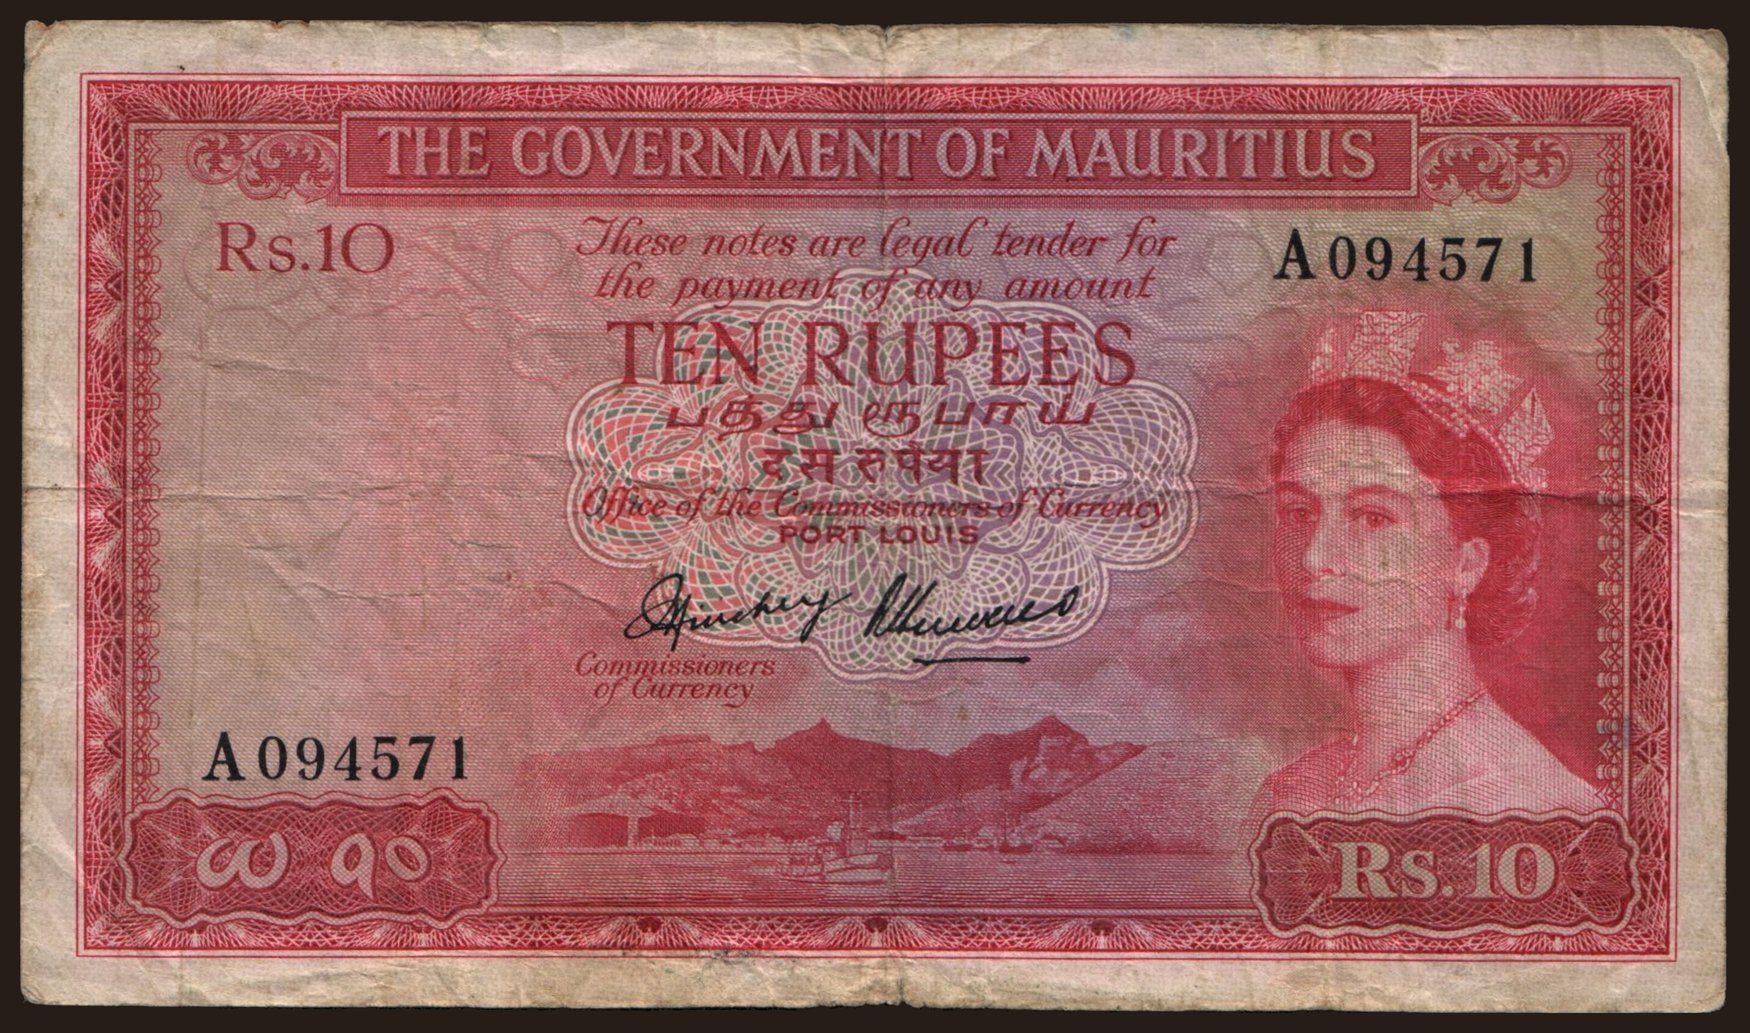 THE GOVERNMENT OF MAURITIUS
Rs.10
These notes are legal tender for
the payment of any amount
A094571
TEN RUPEES
பத்து ரூபாய்
दस रुपेया
Office of the Commissioners of Currency
PORT LOUIS
Commissioners
of Currency
A094571
௰ १०
Rs. 10